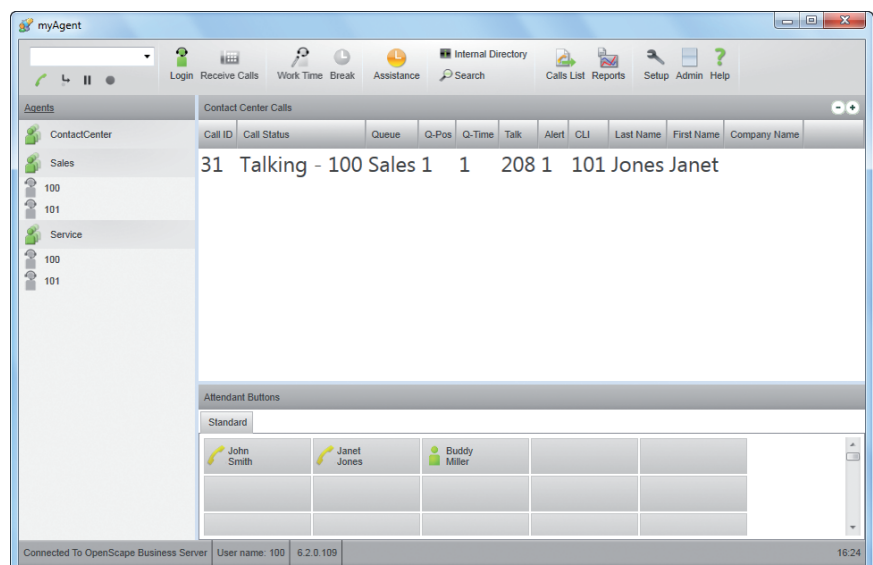 myAgent
Internal Directory
Login Receive Calls Work Time Break Assistance Search Calls List Reports Setup Admin Help
Agents
ContactCenter
Sales
100
101
Service
100
101
Contact Center Calls
Call ID Call Status Queue Q-Pos Q-Time Talk Alert CLI Last Name First Name Company Name
31 Talking - 100 Sales 1 1 208 1 101 Jones Janet
Attendant Buttons
Standard
John
Smith
Janet
Jones
Buddy
Miller
Connected To OpenScape Business Server User name: 100 6.2.0.109 16:24